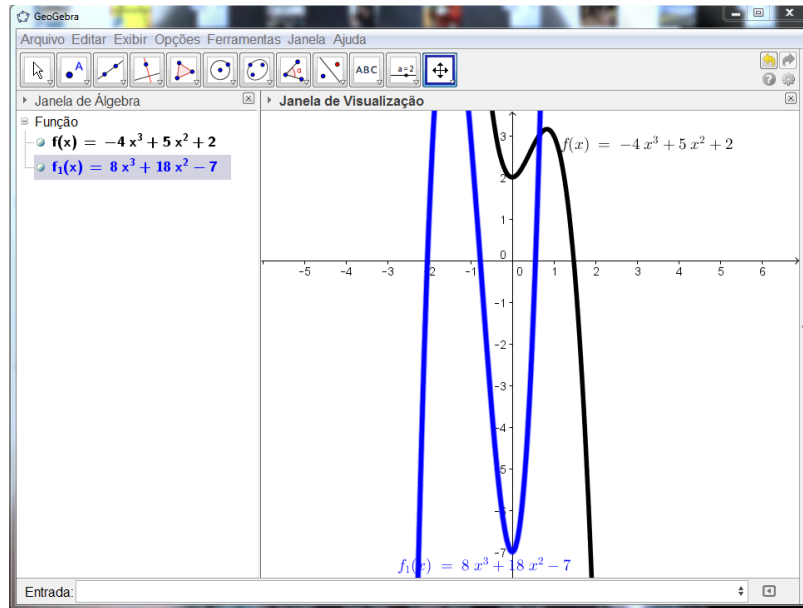 GeoGebra
Arquivo Editar Exibir Opções Ferramentas Janela Ajuda
A ABC a=2
Janela de Álgebra
Janela de Visualização
Função
f(x) = −4 x³ + 5 x² + 2
f₁(x) = 8 x³ + 18 x² − 7
f(x) = −4 x³ + 5 x² + 2
3
2
1
0
-5 -4 -3 -2 -1 0 1 2 3 4 5 6
-1
-2
-3
-4
-5
-6
-7
f₁(x) = 8 x³ + 18 x² − 7
Entrada: